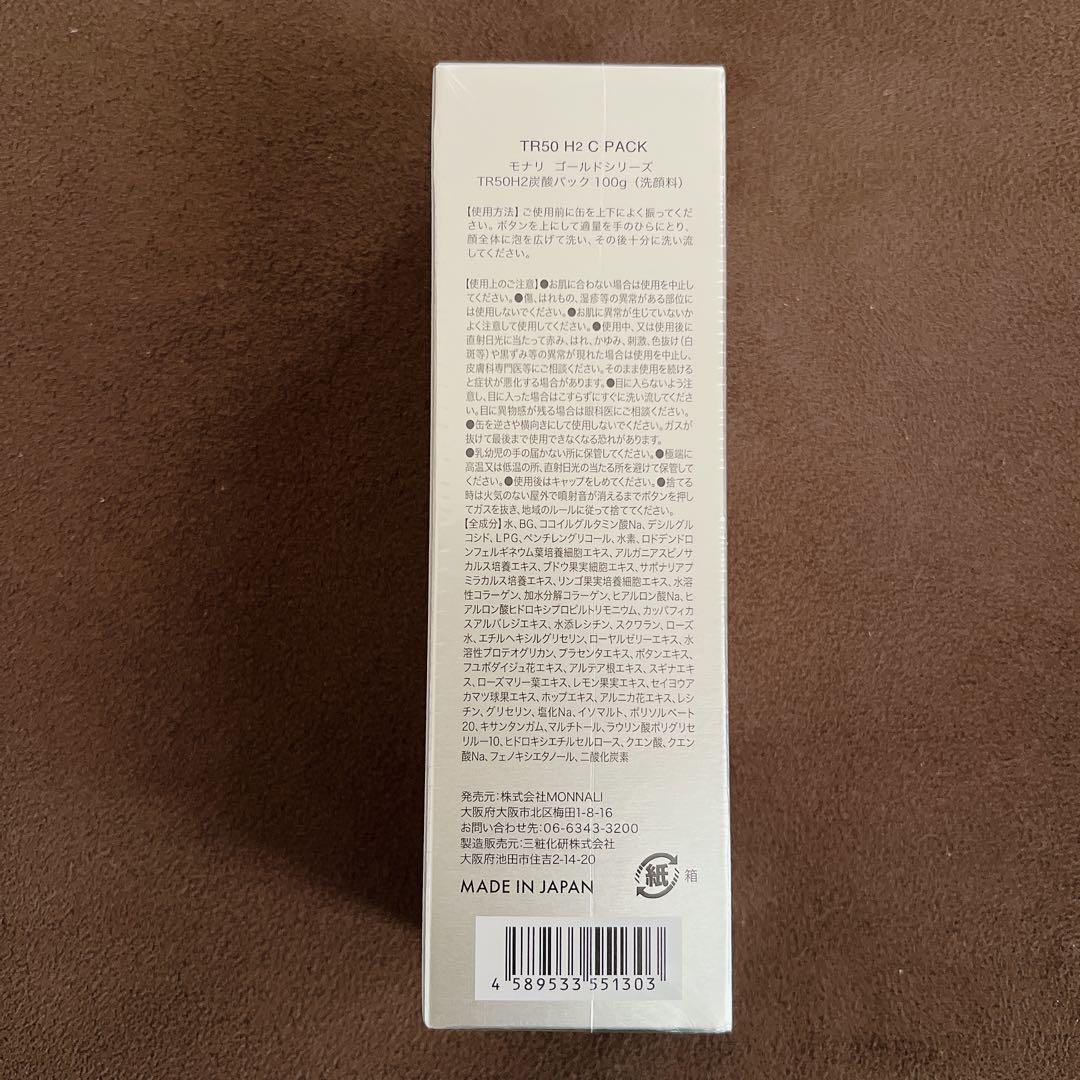 TR50 H2 C PACK
モナリ ゴールドシリーズ
TR50H2炭酸パック 100g（洗顔料）
【使用方法】ご使用前に缶を上下によく振ってくだ
さい。ボタンを上にして適量を手のひらにとり、
顔全体に泡を広げて洗い、その後十分に洗い流
してください。
【使用上のご注意】●お肌に合わない場合は使用を中止し
てください。●傷、はれもの、湿疹等の異常がある部位に
は使用しないでください。●お肌に異常が生じていないか
よく注意して使用してください。●使用中、又は使用後に
直射日光に当たって赤み、はれ、かゆみ、刺激、色抜け（白
斑等）や黒ずみ等の異常が現れた場合は使用を中止し、
皮膚科専門医等にご相談ください。そのまま使用を続ける
と症状が悪化する場合があります。●目に入らないよう注
意し、目に入った場合はこすらずにすぐに洗い流してくださ
い。目に異物感が残る場合は眼科医にご相談ください。
●缶を逆さや横向きにして使用しないでください。ガスが
抜けて最後まで使用できなくなる恐れがあります。
●乳幼児の手の届かない所に保管してください。●極端に
高温又は低温の所、直射日光の当たる所を避けて保管して
ください。●使用後はキャップをしめてください。●捨てる
時は火気のない屋外で噴射音が消えるまでボタンを押し
てガスを抜き、地域のルールに従って捨ててください。
【全成分】水、BG、ココイルグルタミン酸Na、デシルグル
コシド、LPG、ペンチレングリコール、水素、ロドデンドロ
ンフェルギネウム葉培養細胞エキス、アルガニアスピノサ
カルス培養エキス、ブドウ果実細胞エキス、サポナリアプ
ミラカルス培養エキス、リンゴ果実培養細胞エキス、水溶
性コラーゲン、加水分解コラーゲン、ヒアルロン酸Na、ヒ
アルロン酸ヒドロキシプロピルトリモニウム、カッパフィカ
スアルバレジエキス、水添レシチン、スクワラン、ローズ
水、エチルヘキシルグリセリン、ローヤルゼリーエキス、水
溶性プロテオグリカン、プラセンタエキス、ボタンエキス、
フユボダイジュ花エキス、アルテア根エキス、スギナエキ
ス、ローズマリー葉エキス、レモン果実エキス、セイヨウア
カマツ球果エキス、ホップエキス、アルニカ花エキス、レシ
チン、グリセリン、塩化Na、イソマルト、ポリソルベート
20、キサンタンガム、マルチトール、ラウリン酸ポリグリセ
リル-10、ヒドロキシエチルセルロース、クエン酸、クエン
酸Na、フェノキシエタノール、二酸化炭素
発売元：株式会社MONNALI
大阪府大阪市北区梅田1-8-16
お問い合わせ先：06-6343-3200
製造販売元：三粧化研株式会社
大阪府池田市住吉2-14-20
MADE IN JAPAN
紙 箱
4 589533 551303